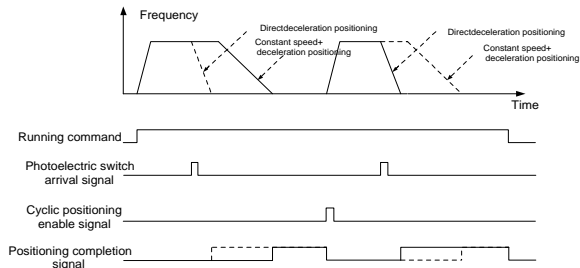 Frequency
Directdeceleration positioning
Constant speed+
deceleration positioning
Directdeceleration positioning
Constant speed+
deceleration positioning
Time
Running command
Photoelectric switch
arrival signal
Cyclic positioning
enable signal
Positioning completion
signal